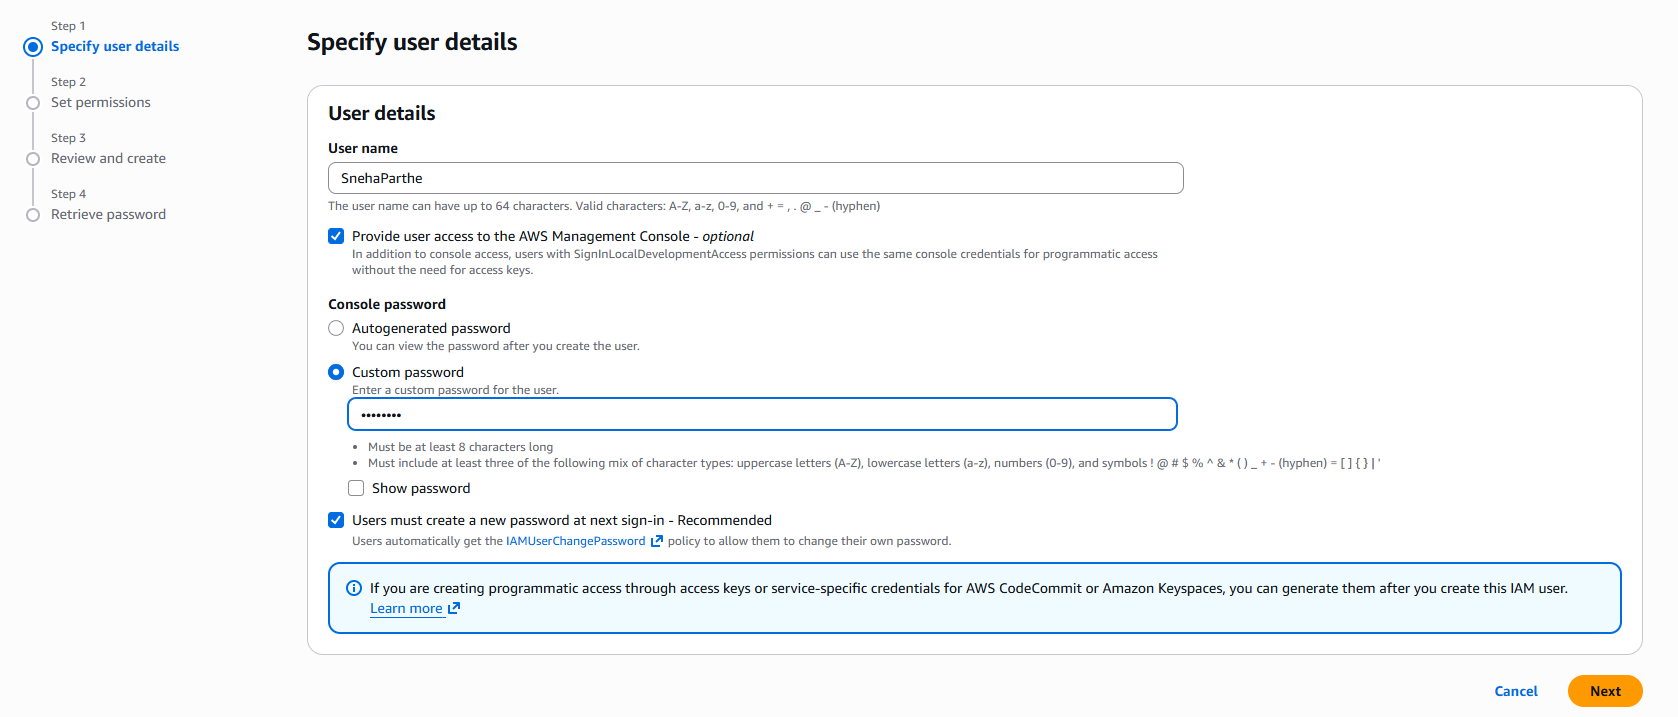 Step 1
Specify user details
Step 2
Set permissions
Step 3
Review and create
Step 4
Retrieve password
Specify user details
User details
User name
SnehaParthe
The user name can have up to 64 characters. Valid characters: A-Z, a-z, 0-9, and + = , . @ _ - (hyphen)
Provide user access to the AWS Management Console - optional
In addition to console access, users with SignInLocalDevelopmentAccess permissions can use the same console credentials for programmatic access
without the need for access keys.
Console password
Autogenerated password
You can view the password after you create the user.
Custom password
Enter a custom password for the user.
••••••••
• Must be at least 8 characters long
• Must include at least three of the following mix of character types: uppercase letters (A-Z), lowercase letters (a-z), numbers (0-9), and symbols ! @ # $ % ^ & * ( ) _ + - (hyphen) = [ ] { } | '
Show password
Users must create a new password at next sign-in - Recommended
Users automatically get the IAMUserChangePassword policy to allow them to change their own password.
If you are creating programmatic access through access keys or service-specific credentials for AWS CodeCommit or Amazon Keyspaces, you can generate them after you create this IAM user.
Learn more
Cancel
Next